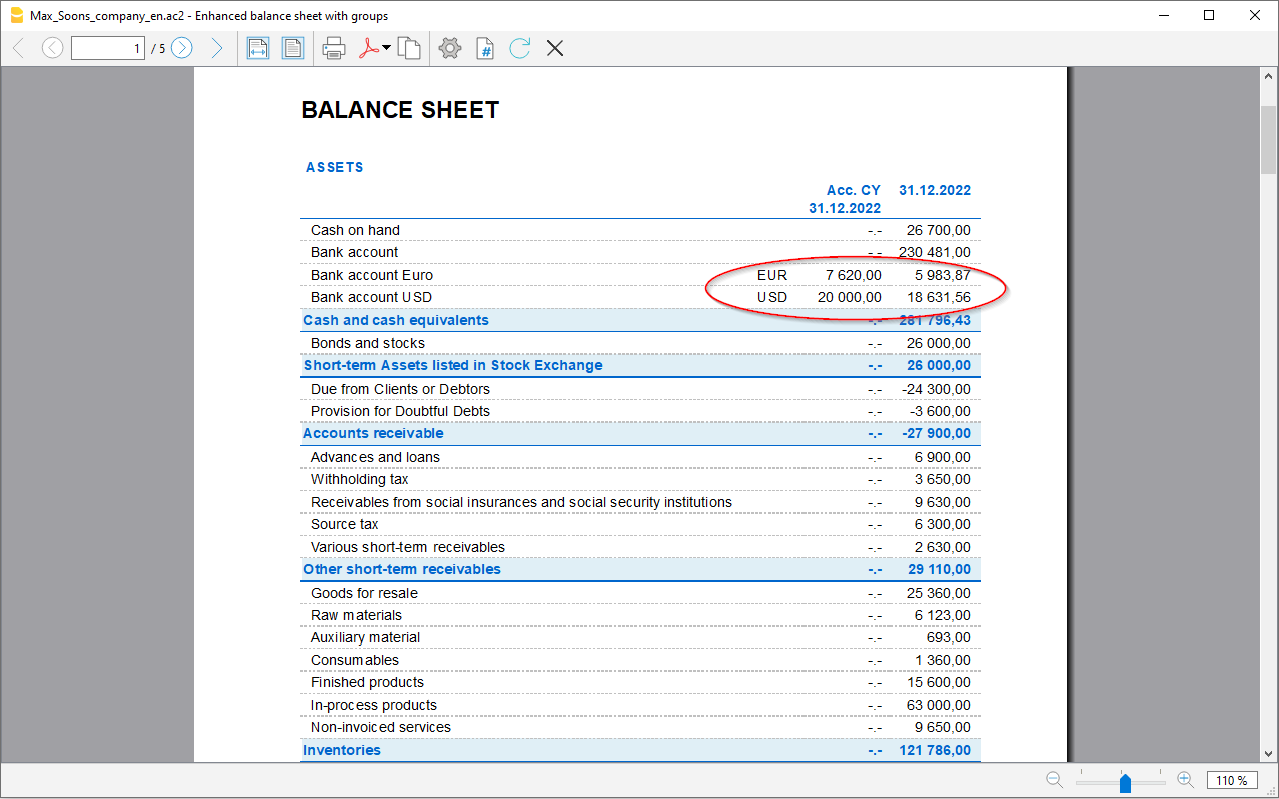 Max_Soons_company_en.ac2 - Enhanced balance sheet with groups
1 / 5
BALANCE SHEET
ASSETS
Acc. CY 31.12.2022
31.12.2022
Cash on hand -.- 26 700,00
Bank account -.- 230 481,00
Bank account Euro EUR 7 620,00 5 983,87
Bank account USD USD 20 000,00 18 631,56
Cash and cash equivalents -.- 281 796,43
Bonds and stocks -.- 26 000,00
Short-term Assets listed in Stock Exchange -.- 26 000,00
Due from Clients or Debtors -.- -24 300,00
Provision for Doubtful Debts -.- -3 600,00
Accounts receivable -.- -27 900,00
Advances and loans -.- 6 900,00
Withholding tax -.- 3 650,00
Receivables from social insurances and social security institutions -.- 9 630,00
Source tax -.- 6 300,00
Various short-term receivables -.- 2 630,00
Other short-term receivables -.- 29 110,00
Goods for resale -.- 25 360,00
Raw materials -.- 6 123,00
Auxiliary material -.- 693,00
Consumables -.- 1 360,00
Finished products -.- 15 600,00
In-process products -.- 63 000,00
Non-invoiced services -.- 9 650,00
Inventories -.- 121 786,00
110 %